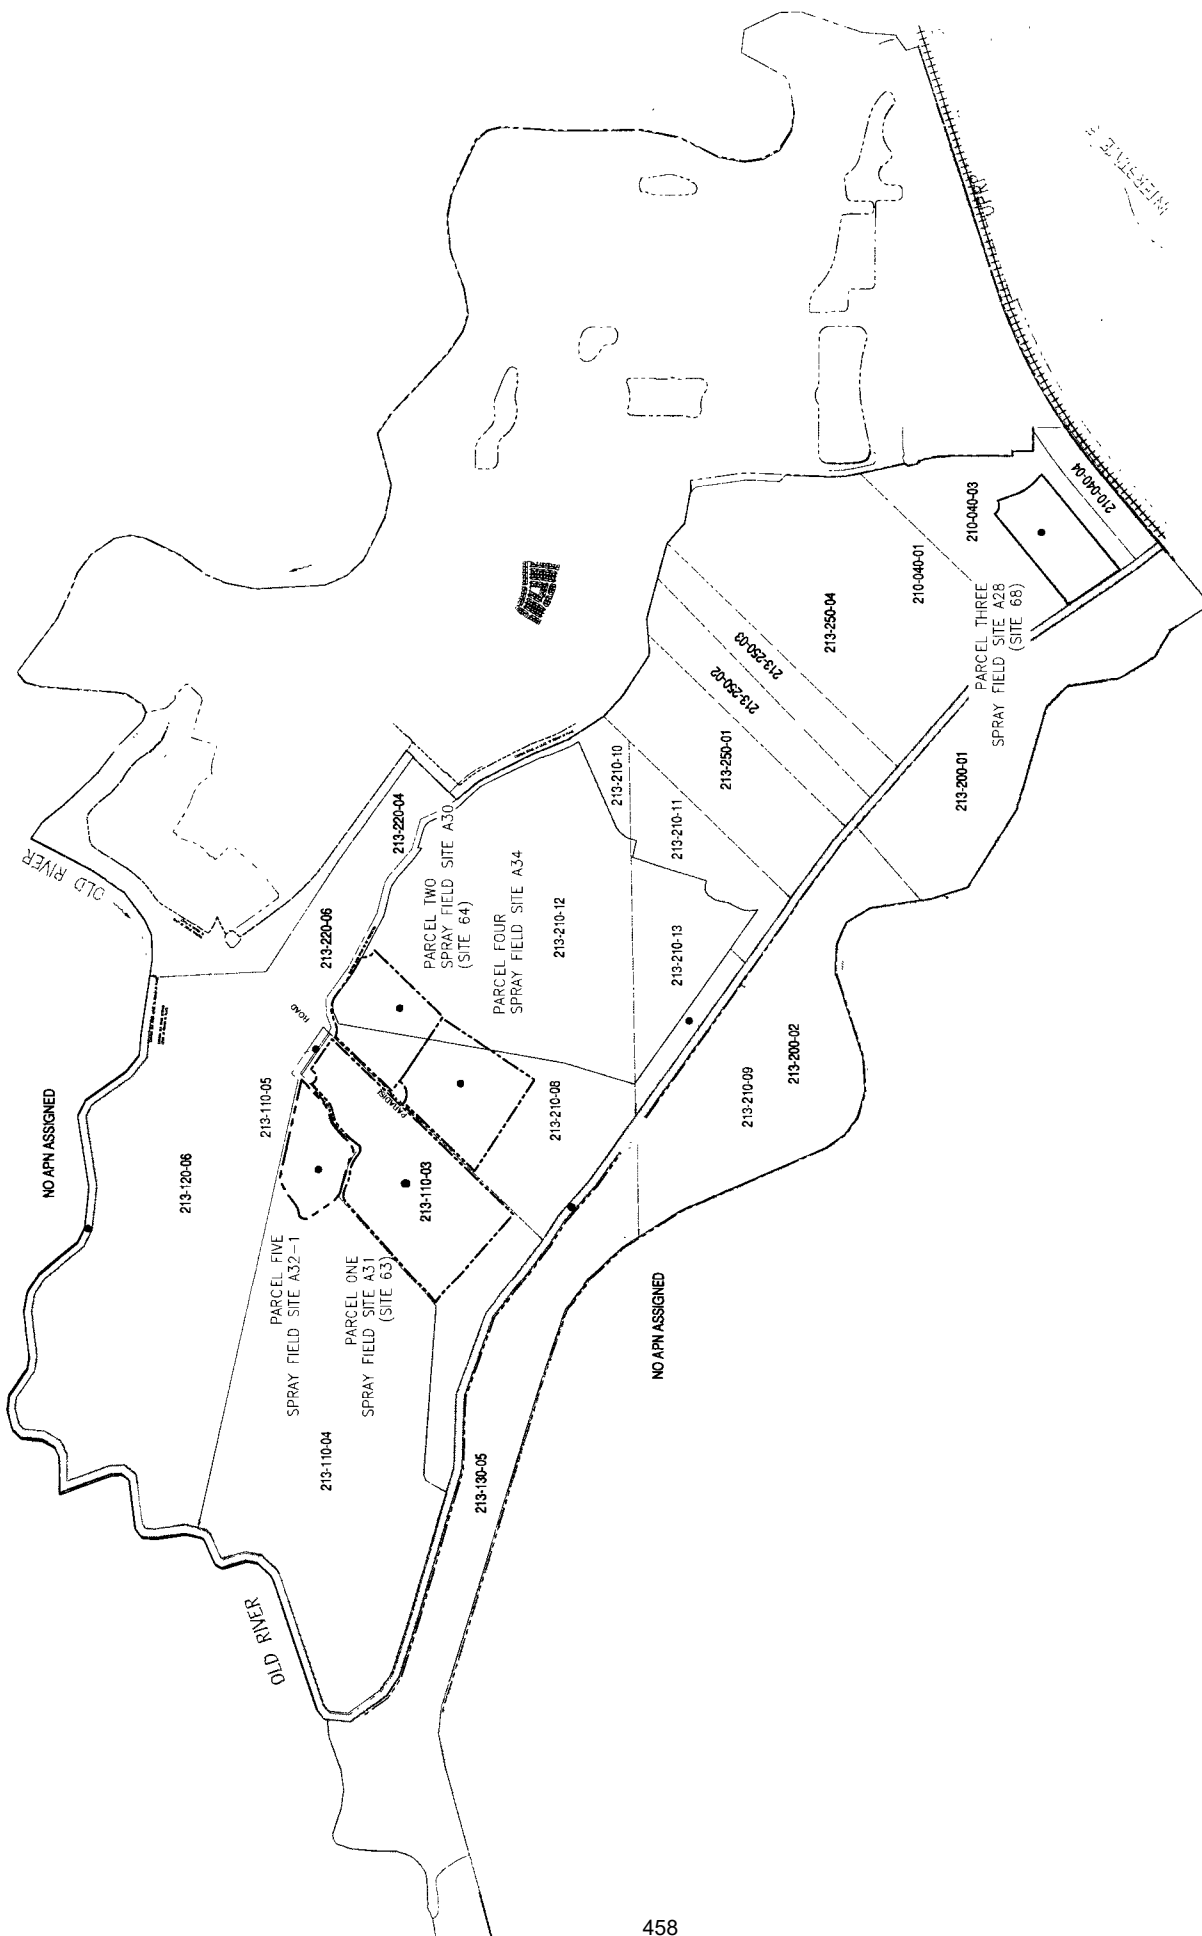 INTERSTATE
UPRR
OLD RIVER
210-040-04
210-040-03
210-040-01
213-250-04
213-250-03
213-250-02
213-250-01
PARCEL THREE
SPRAY FIELD SITE A28
(SITE 68)
213-200-01
213-220-04
213-210-10
213-210-11
213-220-06
PARCEL TWO
SPRAY FIELD SITE A30
(SITE 64)
PARCEL FOUR
SPRAY FIELD SITE A34
213-210-12
213-210-13
ROAD
PARADISE
213-200-02
213-210-09
213-210-08
NO APN ASSIGNED
213-110-05
213-120-06
213-110-03
PARCEL FIVE
SPRAY FIELD SITE A32-1
PARCEL ONE
SPRAY FIELD SITE A31
(SITE 63)
NO APN ASSIGNED
213-110-04
213-130-05
OLD RIVER
458